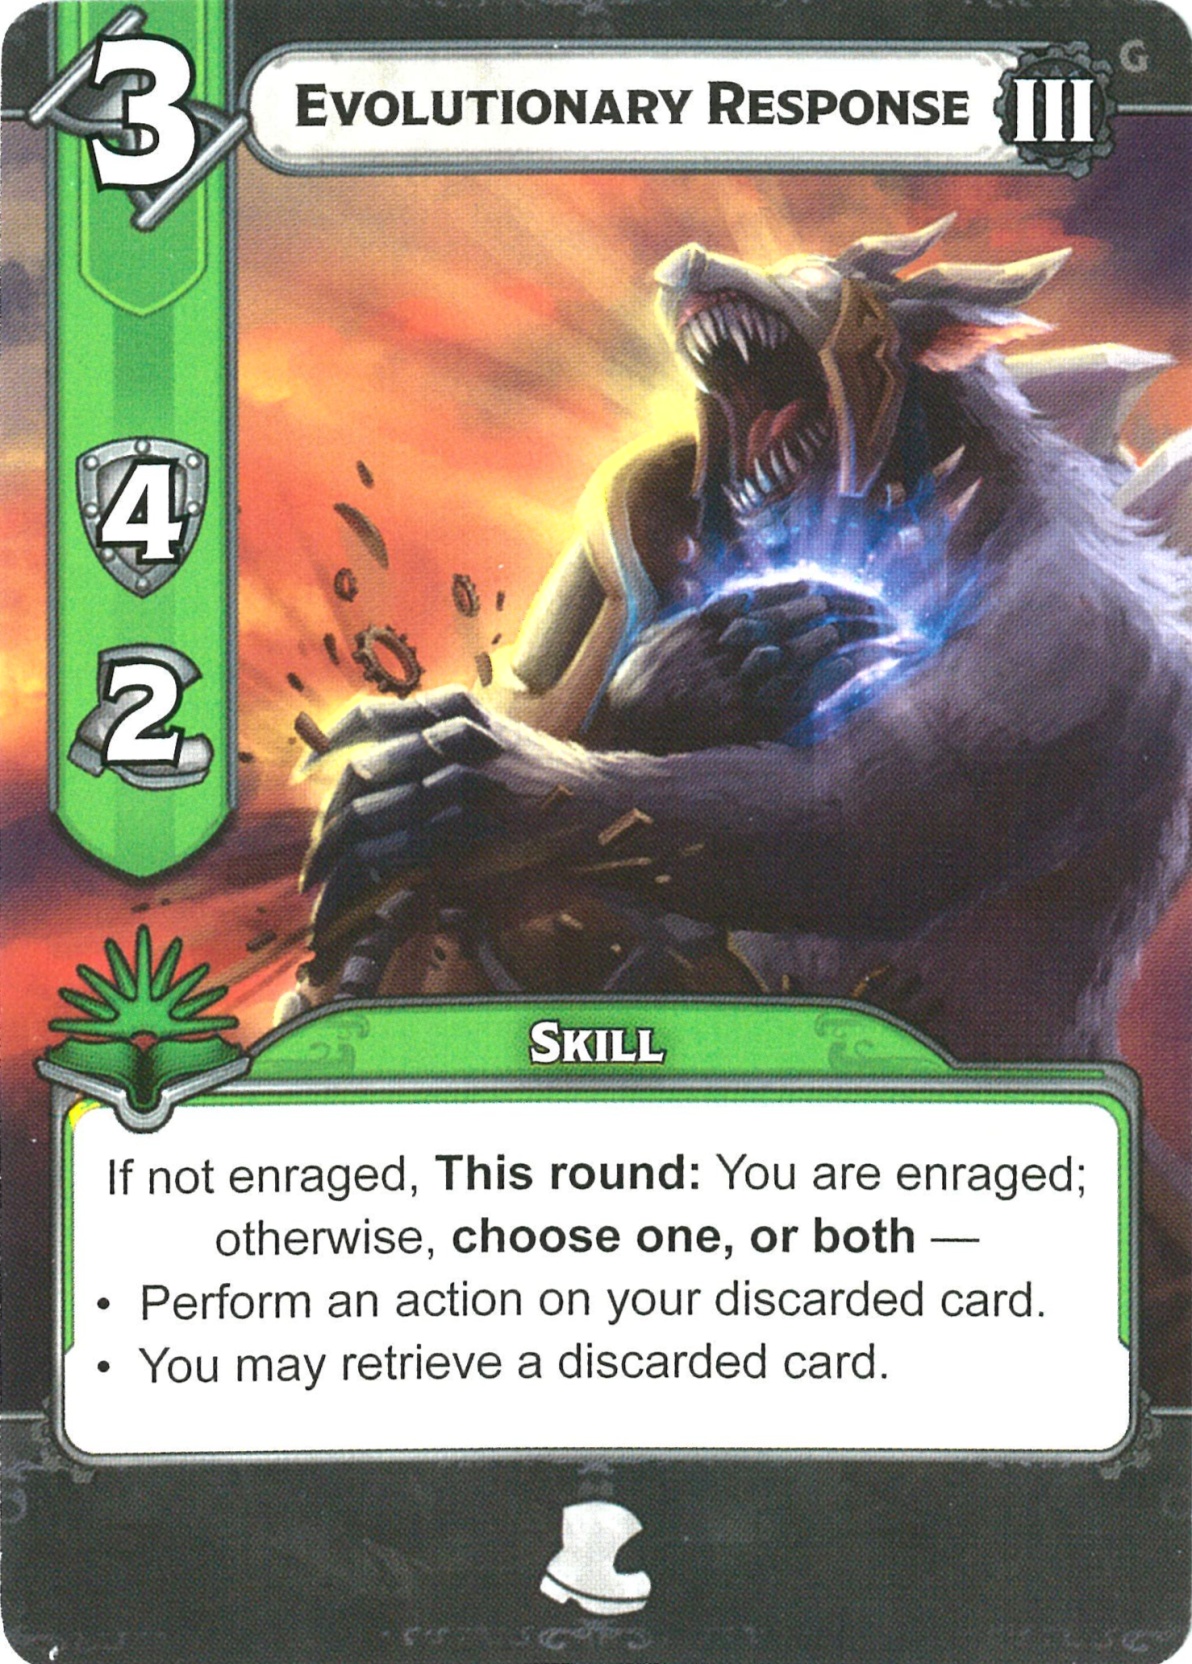 3
EVOLUTIONARY RESPONSE
III
G
4
2
SKILL
If not enraged, This round: You are enraged;
otherwise, choose one, or both —
• Perform an action on your discarded card.
• You may retrieve a discarded card.